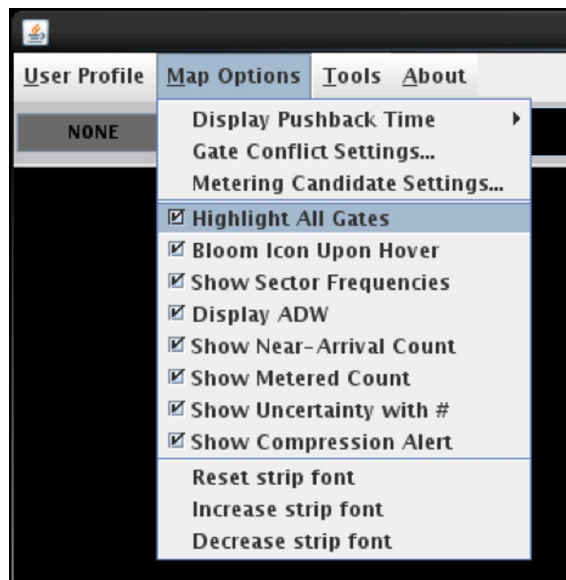 User Profile Map Options Tools About
NONE
Display Pushback Time
Gate Conflict Settings...
Metering Candidate Settings...
Highlight All Gates
Bloom Icon Upon Hover
Show Sector Frequencies
Display ADW
Show Near-Arrival Count
Show Metered Count
Show Uncertainty with #
Show Compression Alert
Reset strip font
Increase strip font
Decrease strip font